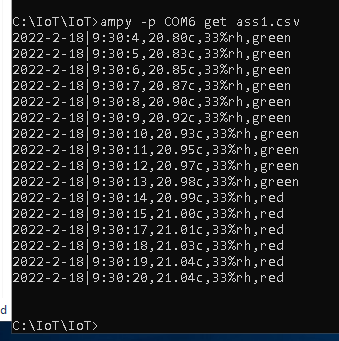 C:\IoT\IoT>ampy -p COM6 get ass1.csv
2022-2-18|9:30:4,20.80c,33%rh,green
2022-2-18|9:30:5,20.83c,33%rh,green
2022-2-18|9:30:6,20.85c,33%rh,green
2022-2-18|9:30:7,20.87c,33%rh,green
2022-2-18|9:30:8,20.90c,33%rh,green
2022-2-18|9:30:9,20.92c,33%rh,green
2022-2-18|9:30:10,20.93c,33%rh,green
2022-2-18|9:30:11,20.95c,33%rh,green
2022-2-18|9:30:12,20.97c,33%rh,green
2022-2-18|9:30:13,20.98c,33%rh,green
2022-2-18|9:30:14,20.99c,33%rh,red
2022-2-18|9:30:15,21.00c,33%rh,red
2022-2-18|9:30:17,21.01c,33%rh,red
2022-2-18|9:30:18,21.03c,33%rh,red
2022-2-18|9:30:19,21.04c,33%rh,red
2022-2-18|9:30:20,21.04c,33%rh,red
d
C:\IoT\IoT>